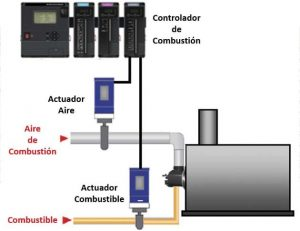 Controlador
de
Combustión
Actuador
Aire
Aire
de
Combustión
Actuador
Combustible
Combustible